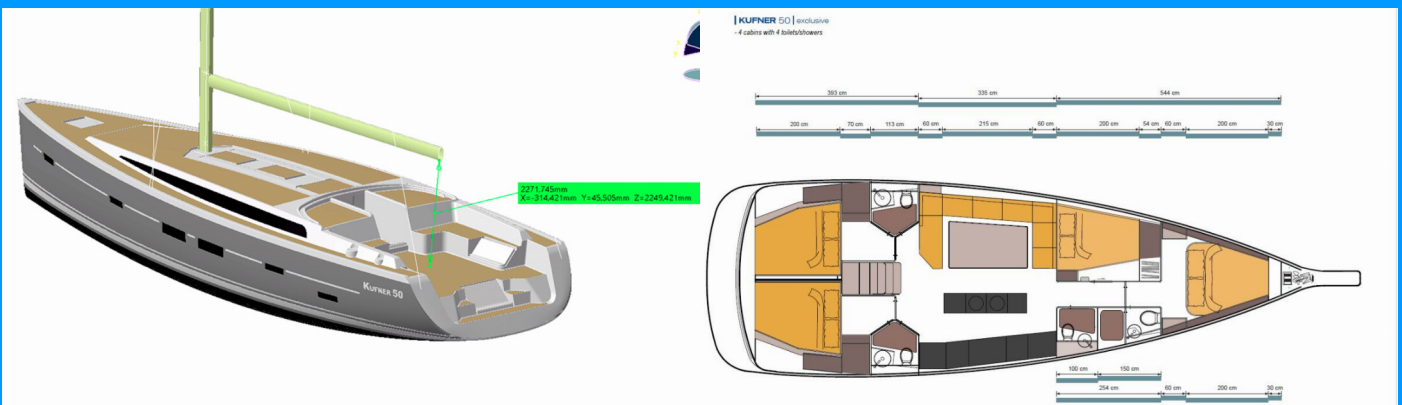 2271,745mm
X=-314,421mm Y=45,505mm Z=2249,421mm
KUFNER 50
| KUFNER 50 | exclusive
- 4 cabins with 4 toilets/showers
393 cm 335 cm 544 cm
200 cm 70 cm 113 cm 60 cm 215 cm 60 cm 200 cm 54 cm 60 cm 200 cm 30 cm
100 cm 150 cm
254 cm 60 cm 200 cm 30 cm